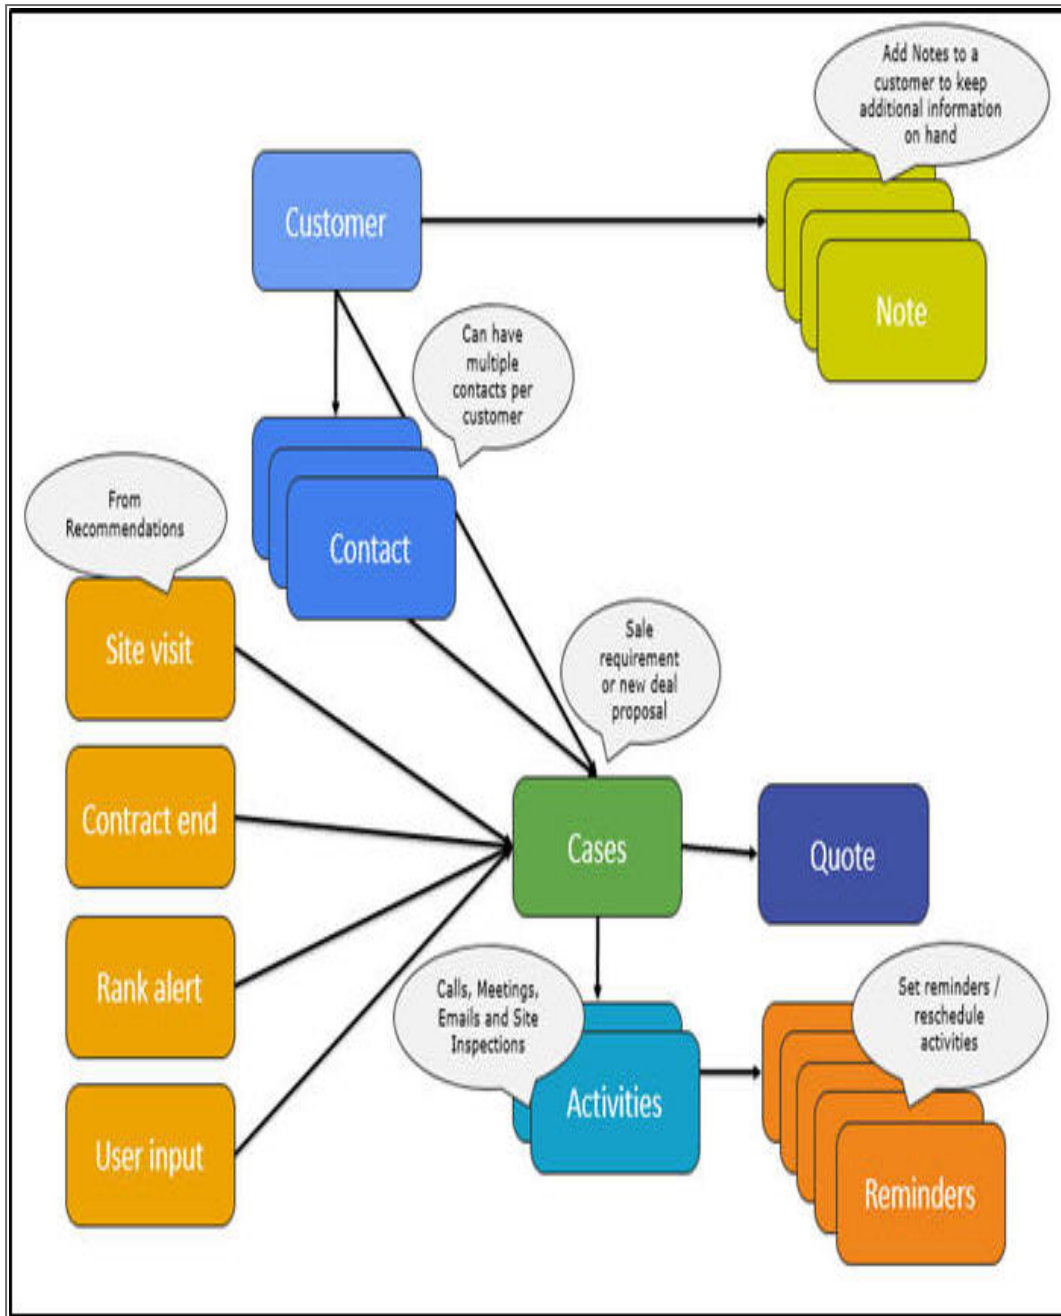 Add Notes to a
customer to keep
additional information
on hand
Customer
Note
Can have
multiple
contacts per
customer
From
Recommendations
Contact
Site visit
Sale
requirement
or new deal
proposal
Contract end
Cases
Quote
Rank alert
Calls, Meetings,
Emails and Site
Inspections
Set reminders /
reschedule
activities
Activities
User input
Reminders